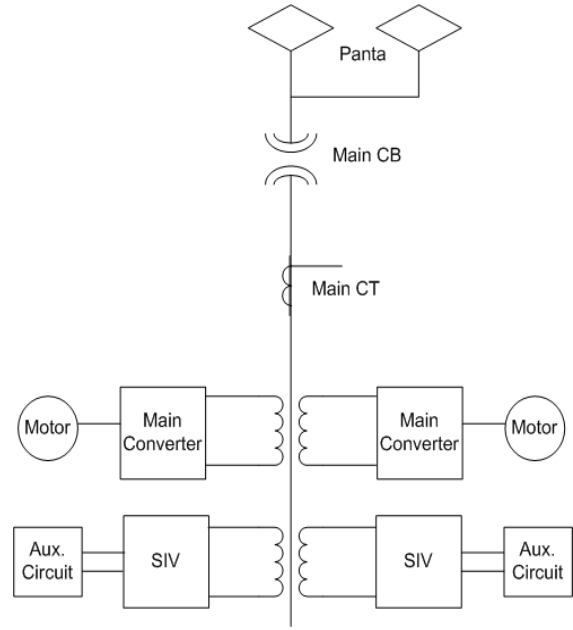 Panta
Main CB
Main CT
Motor
Main
Converter
Main
Converter
Motor
Aux.
Circuit
SIV
SIV
Aux.
Circuit